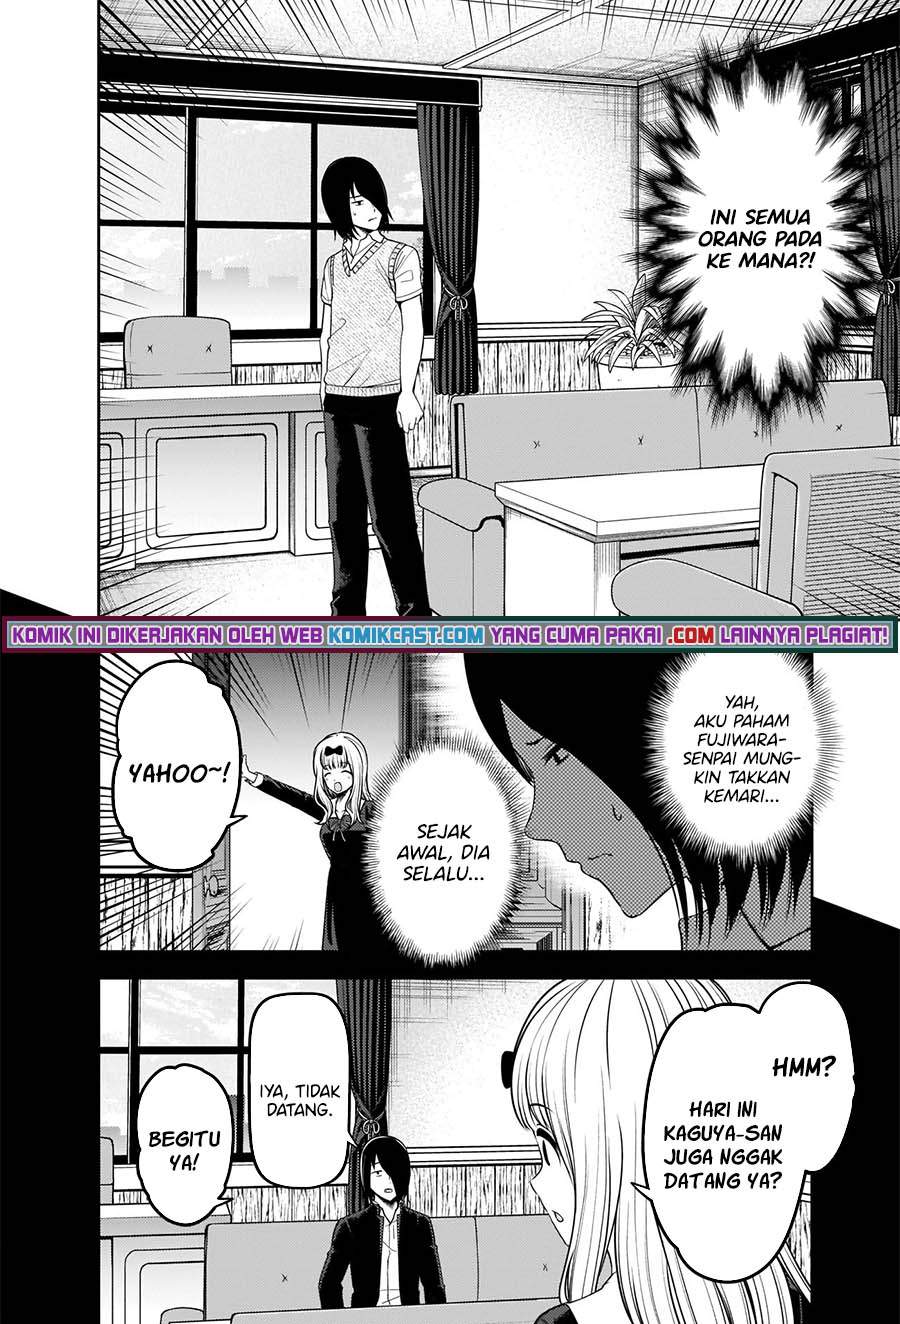 INI SEMUA
ORANG PADA
KE MANA?!
KOMIK INI DIKERJAKAN OLEH WEB KOMIKCAST.COM YANG CUMA PAKAI .COM LAINNYA PLAGIAT!
YAH,
AKU PAHAM
FUJIWARA-
SENPAI MUNG-
KIN TAKKAN
KEMARI...
SEJAK
AWAL, DIA
SELALU...
YAHOO~!
HMM?
HARI INI
KAGUYA-SAN
JUGA NGGAK
DATANG YA?
IYA, TIDAK
DATANG.
BEGITU
YA!